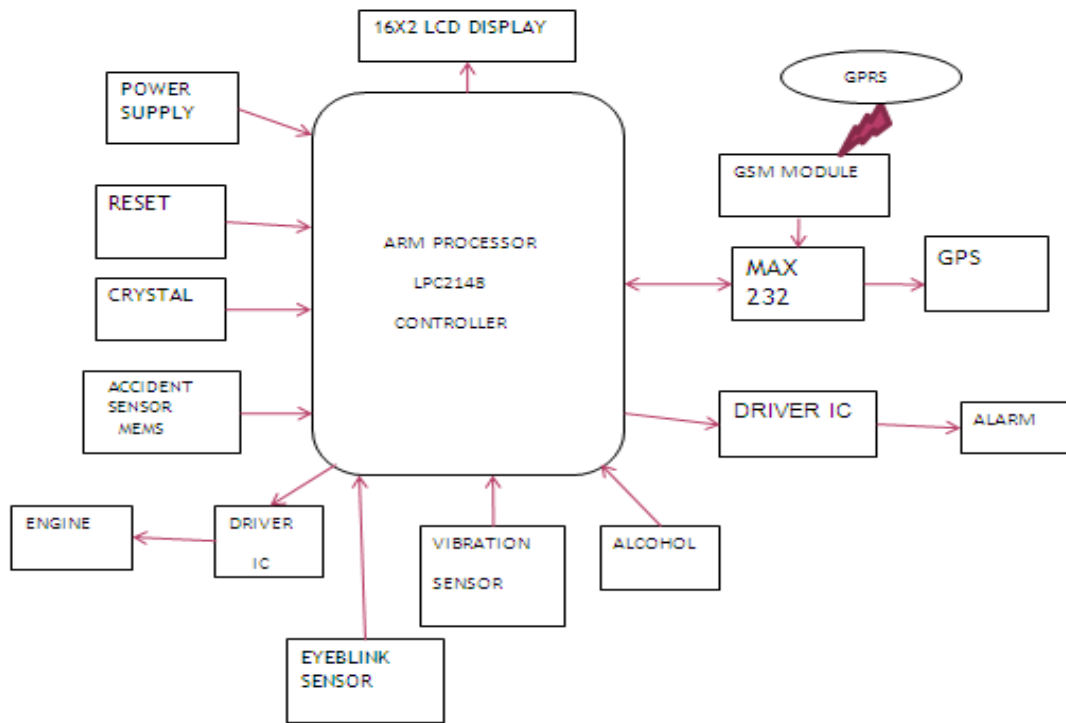 16X2 LCD DISPLAY
GPRS
POWER
SUPPLY
GSM MODULE
RESET
ARM PROCESSOR
LPC2148
CONTROLLER
MAX
232
GPS
CRYSTAL
ACCIDENT
SENSOR
MEMS
DRIVER IC
ALARM
ENGINE
DRIVER
IC
VIBRATION
SENSOR
ALCOHOL
EYEBLINK
SENSOR